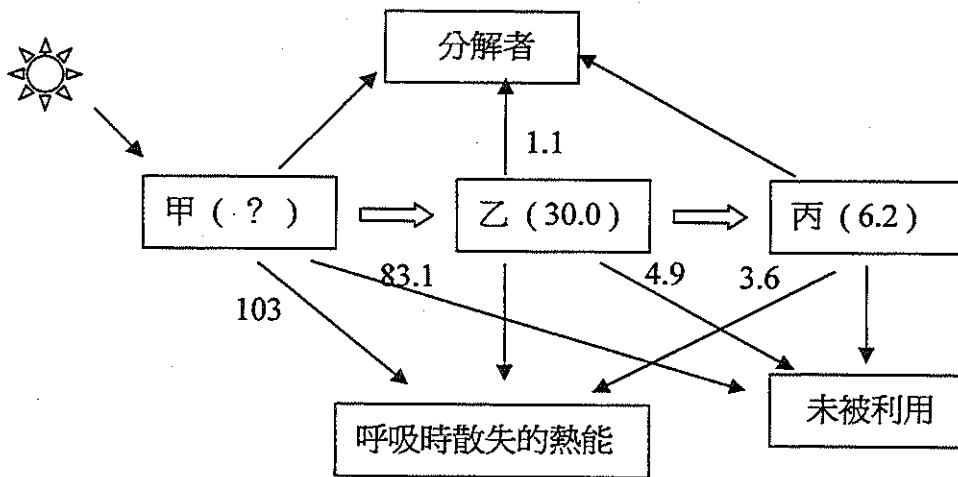 分解者
1.1
甲 ( ? )
乙 ( 30.0 )
丙 ( 6.2 )
103
83.1
4.9
3.6
呼吸時散失的熱能
未被利用